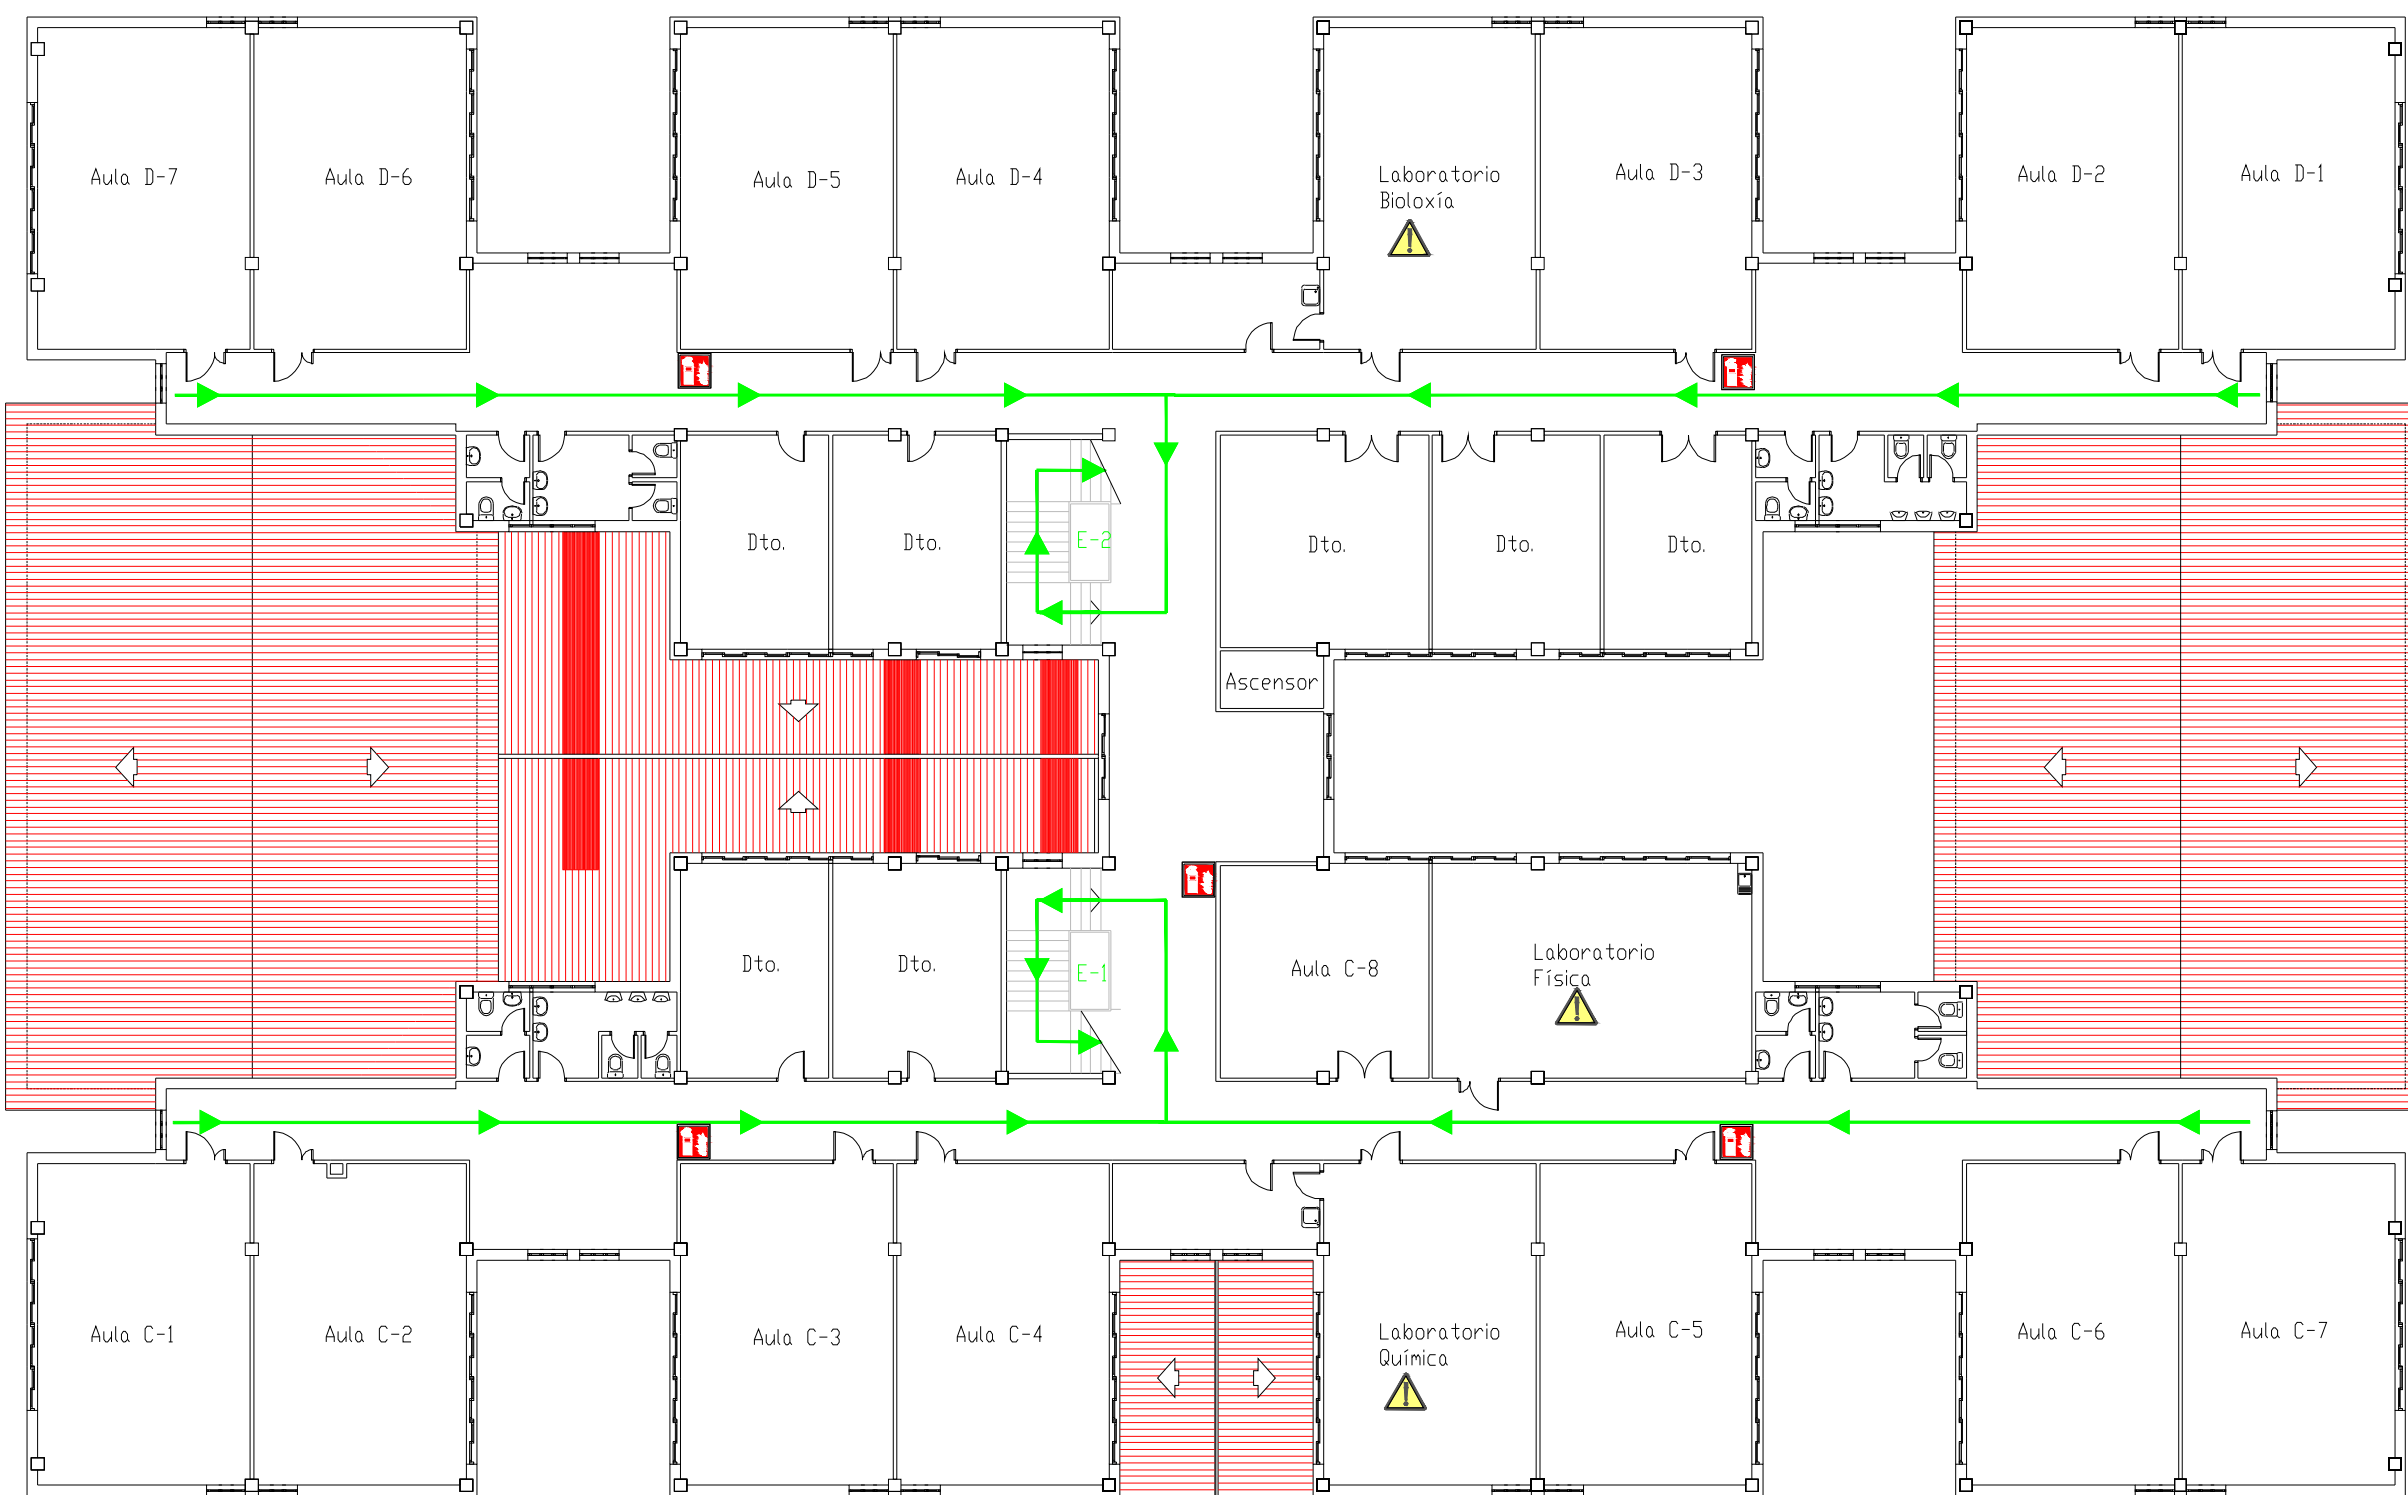 Aula D-7
Aula D-6
Aula D-5
Aula D-4
Laboratorio
Bioloxía
Aula D-3
Aula D-2
Aula D-1
Dto.
Dto.
E-2
Dto.
Dto.
Dto.
Ascensor
Dto.
Dto.
E-1
Aula C-8
Laboratorio
Física
Aula C-1
Aula C-2
Aula C-3
Aula C-4
Laboratorio
Química
Aula C-5
Aula C-6
Aula C-7